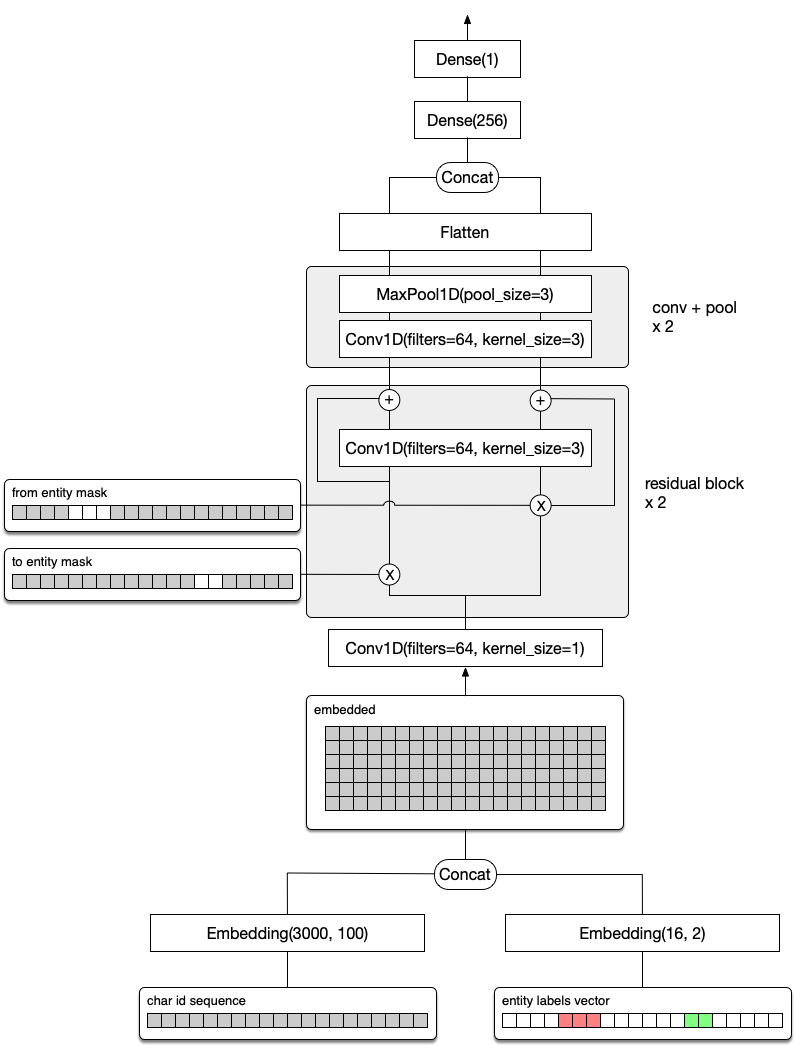 Dense(1)
Dense(256)
Concat
Flatten
MaxPool1D(pool_size=3)
Conv1D(filters=64, kernel_size=3)
conv + pool
x 2
+
+
Conv1D(filters=64, kernel_size=3)
residual block
x 2
from entity mask
X
to entity mask
X
Conv1D(filters=64, kernel_size=1)
embedded
Concat
Embedding(3000, 100)
Embedding(16, 2)
char id sequence
entity labels vector